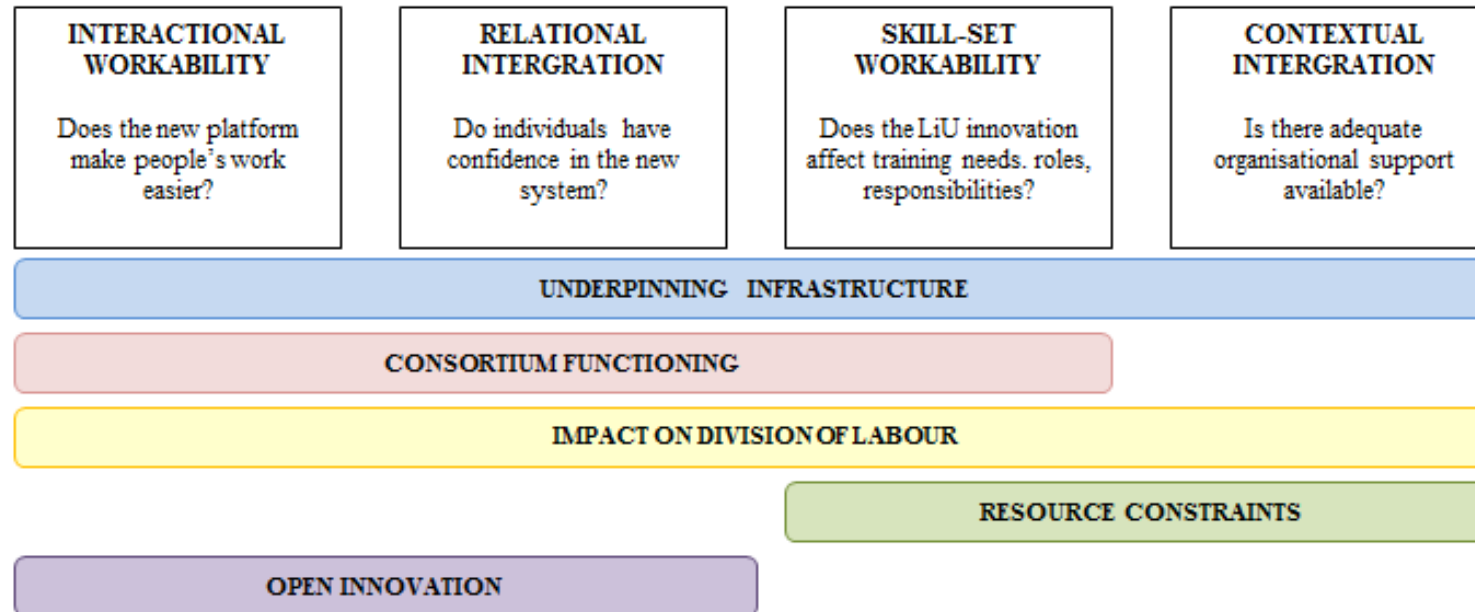 INTERACTIONAL
WORKABILITY
Does the new platform
make people's work
easier?
RELATIONAL
INTERGRATION
Do individuals have
confidence in the new
system?
SKILL-SET
WORKABILITY
Does the LiU innovation
affect training needs. roles,
responsibilities?
CONTEXTUAL
INTERGRATION
Is there adequate
organisational support
available?
UNDERPINNING INFRASTRUCTURE
CONSORTIUM FUNCTIONING
IMPACT ON DIVISION OF LABOUR
RESOURCE CONSTRAINTS
OPEN INNOVATION